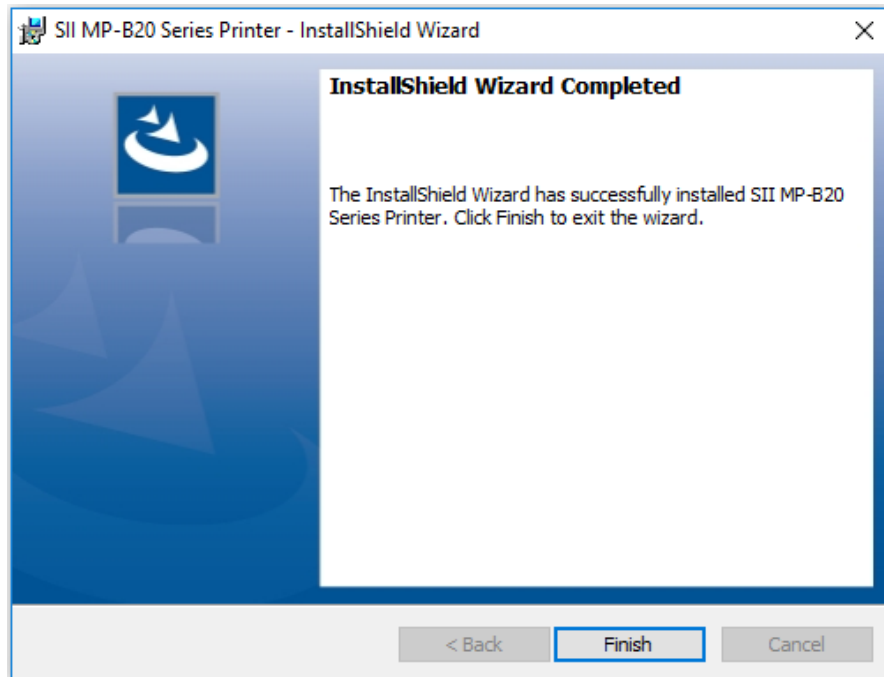 SII MP-B20 Series Printer - InstallShield Wizard
InstallShield Wizard Completed
The InstallShield Wizard has successfully installed SII MP-B20
Series Printer. Click Finish to exit the wizard.
< Back
Finish
Cancel